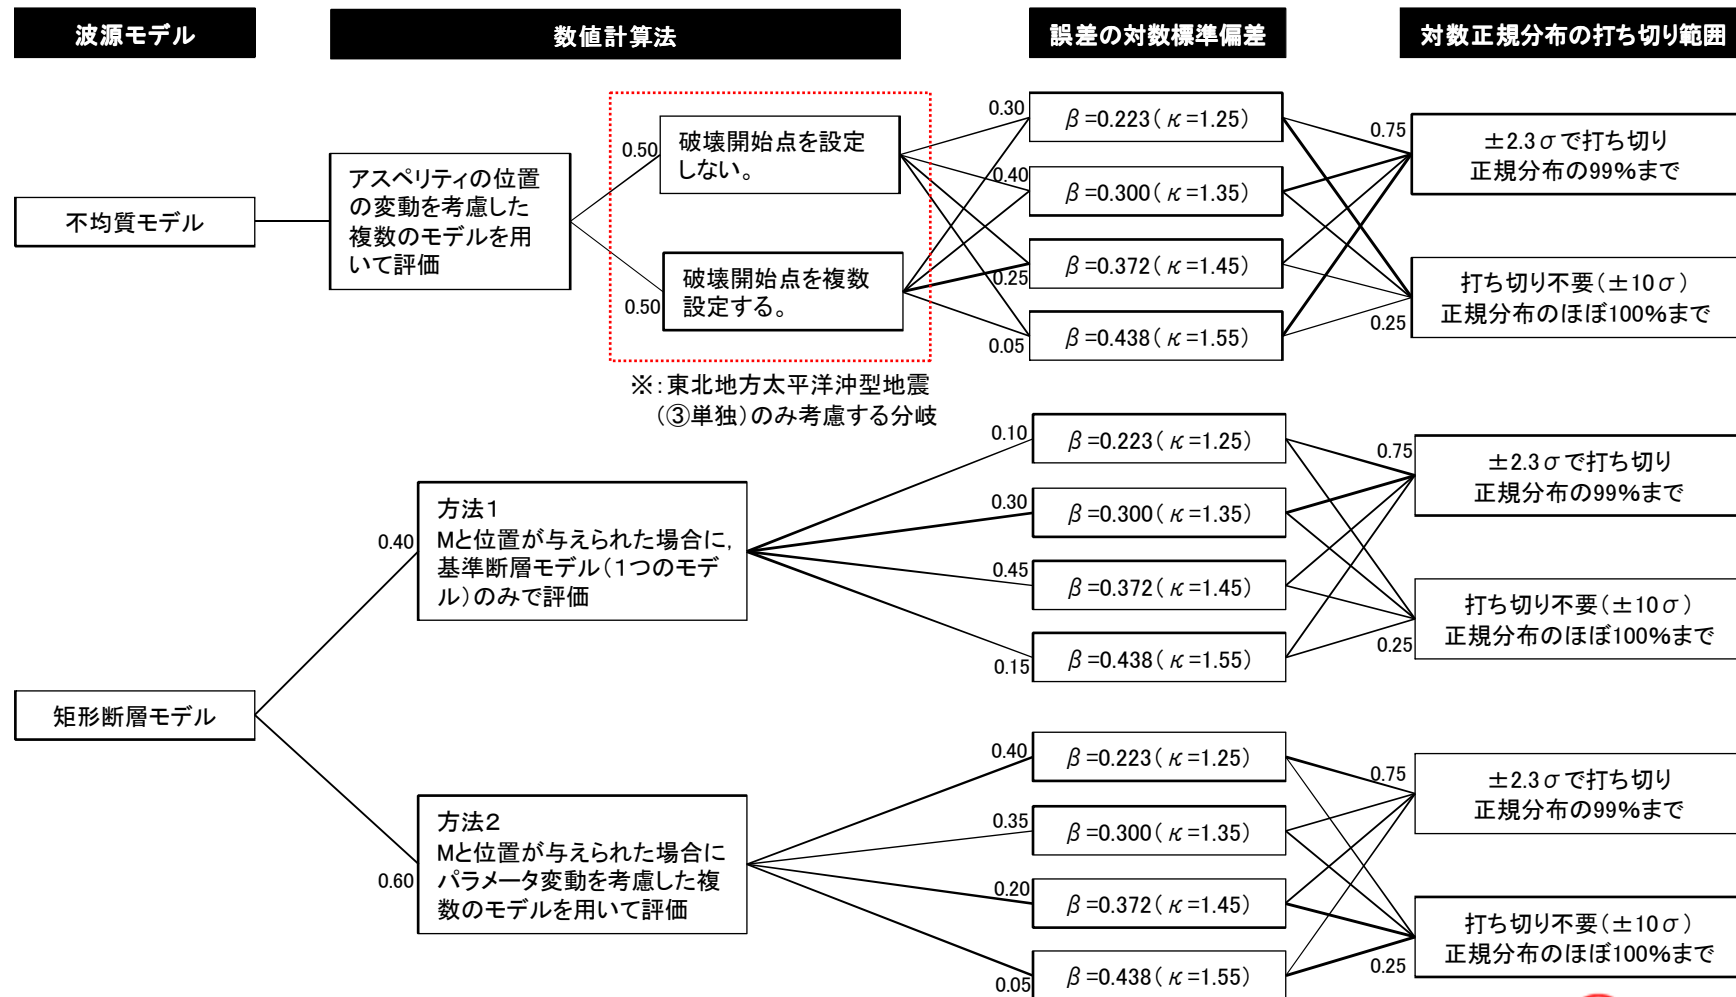 波源モデル
数値計算法
誤差の対数標準偏差
対数正規分布の打ち切り範囲
不均質モデル
アスペリティの位置
の変動を考慮した
複数のモデルを用
いて評価
0.50
破壊開始点を設定
しない。
0.50
破壊開始点を複数
設定する。
※：東北地方太平洋沖型地震
（③単独）のみ考慮する分岐
0.30
β=0.223（κ=1.25）
0.40
β=0.300（κ=1.35）
0.25
β=0.372（κ=1.45）
0.05
β=0.438（κ=1.55）
0.75
±2.3σで打ち切り
正規分布の99%まで
0.25
打ち切り不要（±10σ）
正規分布のほぼ100%まで
矩形断層モデル
0.40
方法１
Mと位置が与えられた場合に，
基準断層モデル（１つのモデ
ル）のみで評価
0.10
β=0.223（κ=1.25）
0.30
β=0.300（κ=1.35）
0.45
β=0.372（κ=1.45）
0.15
β=0.438（κ=1.55）
0.75
±2.3σで打ち切り
正規分布の99%まで
0.25
打ち切り不要（±10σ）
正規分布のほぼ100%まで
0.60
方法２
Mと位置が与えられた場合に
パラメータ変動を考慮した複
数のモデルを用いて評価
0.40
β=0.223（κ=1.25）
0.35
β=0.300（κ=1.35）
0.20
β=0.372（κ=1.45）
0.05
β=0.438（κ=1.55）
0.75
±2.3σで打ち切り
正規分布の99%まで
0.25
打ち切り不要（±10σ）
正規分布のほぼ100%まで